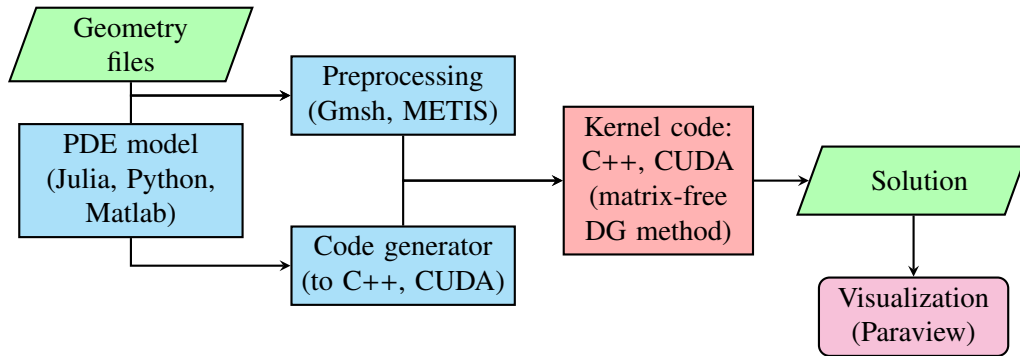 Geometry
files
PDE model
(Julia, Python,
Matlab)
Preprocessing
(Gmsh, METIS)
Code generator
(to C++, CUDA)
Kernel code:
C++, CUDA
(matrix-free
DG method)
Solution
Visualization
(Paraview)